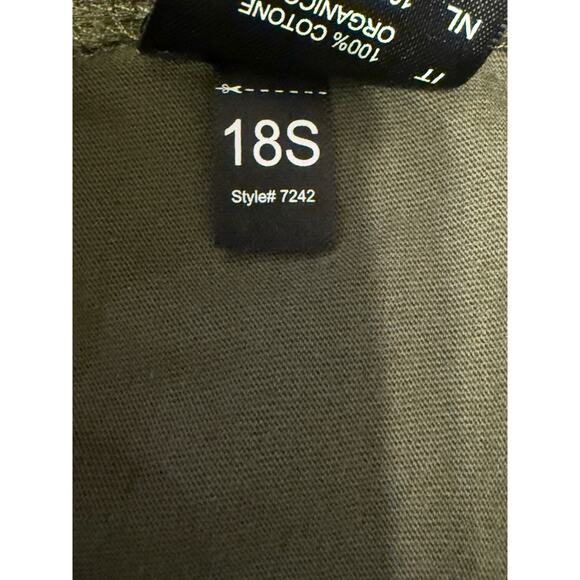 NL
IT
100% COTONE
ORGANICO
18S
Style# 7242